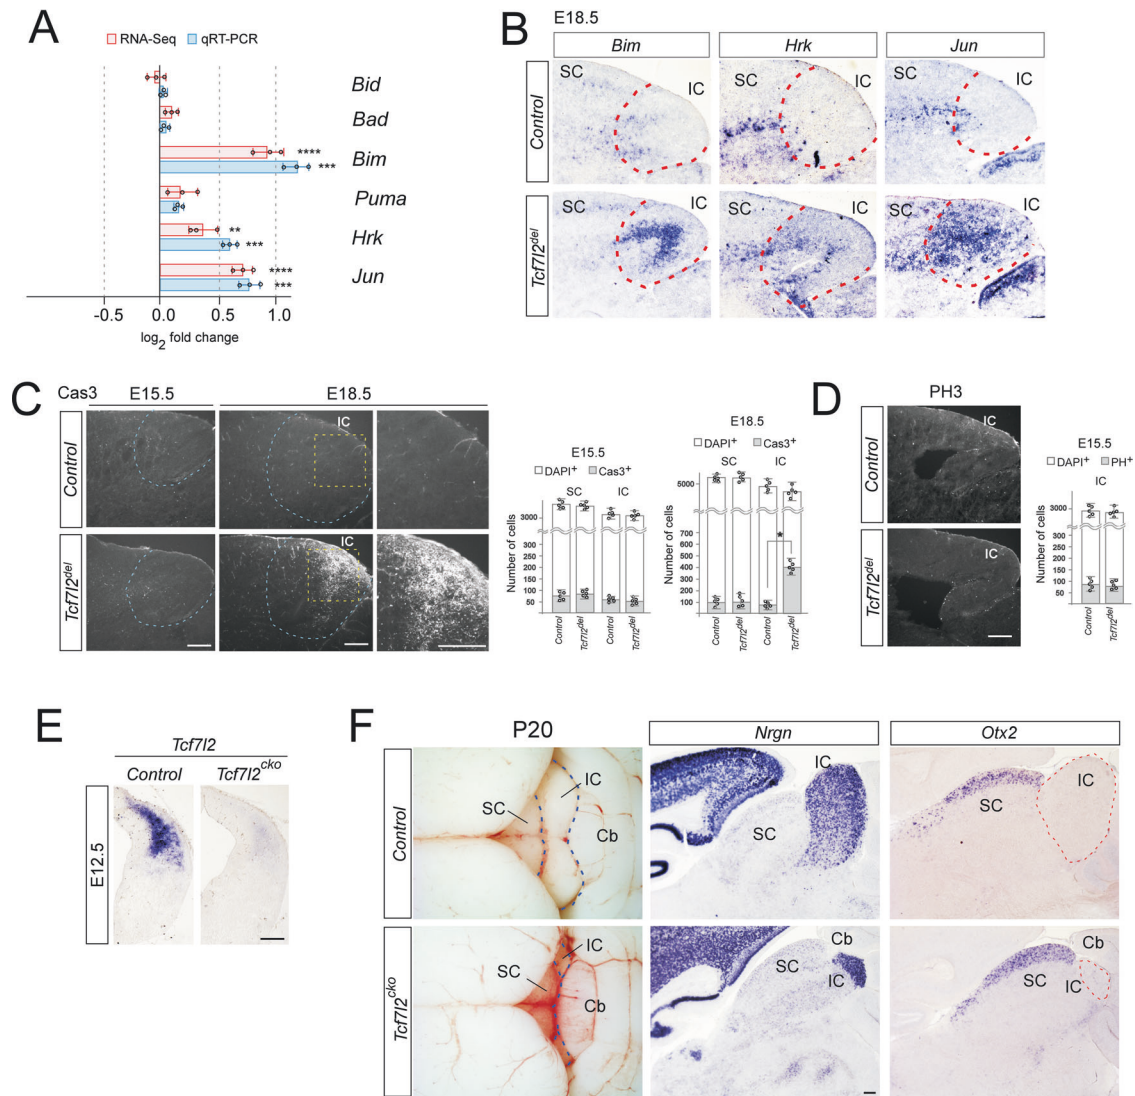 A
RNA-Seq qRT-PCR
Bid
Bad
Bim
****
***
Puma
Hrk
**
***
Jun
****
***
-0.5 0 0.5 1.0
log2 fold change
B
E18.5
Bim Hrk Jun
Control
SC IC SC IC SC IC
Tcf7l2del
SC IC SC IC SC IC
C
Cas3 E15.5 E18.5
Control
IC
Tcf7l2del
IC
E15.5
DAPI+ Cas3+
SC IC
Number of cells
3000
300
250
200
150
100
50
Control
Tcf7l2del
Control
Tcf7l2del
E18.5
DAPI+ Cas3+
SC IC
Number of cells
5000
700
600
500
400
300
200
100
*
Control
Tcf7l2del
Control
Tcf7l2del
D
PH3
Control
IC
Tcf7l2del
IC
E15.5
DAPI+ PH+
IC
Number of cells
3000
300
250
200
150
100
50
Control
Tcf7l2del
E
Tcf7l2
Control Tcf7l2cko
E12.5
F
P20 Nrgn Otx2
Control
SC IC Cb
SC IC
SC IC
Tcf7l2cko
SC IC Cb
SC IC Cb
SC IC Cb